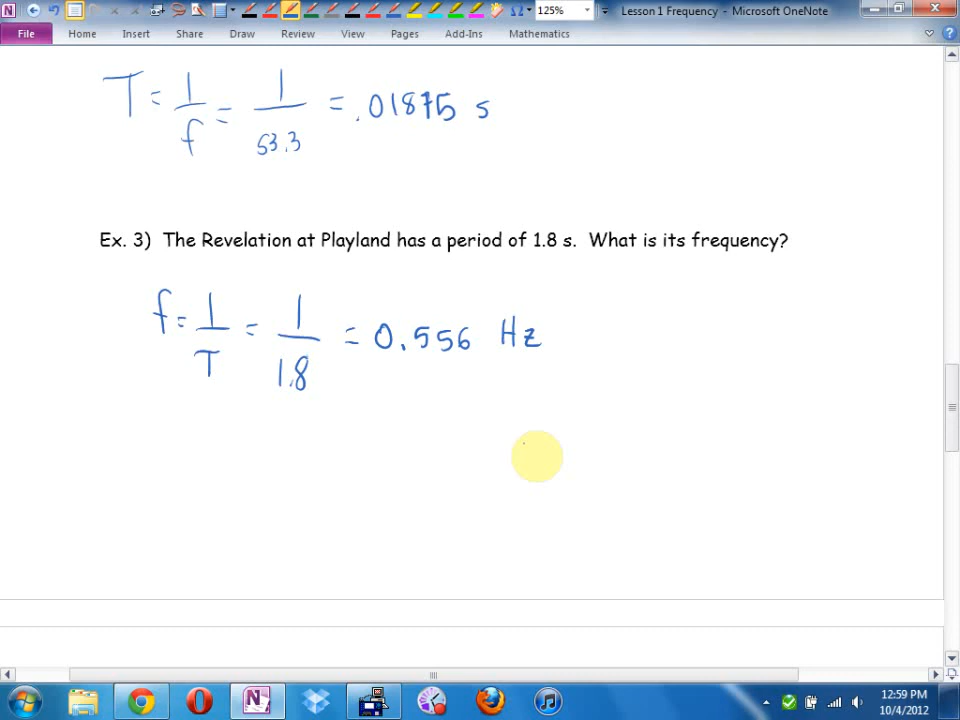 125% Lesson 1 Frequency - Microsoft OneNote
File Home Insert Share Draw Review View Pages Add-Ins Mathematics
T = 1/f = 1/53.3 = .01875 s
Ex. 3) The Revelation at Playland has a period of 1.8 s. What is its frequency?
f = 1/T = 1/1.8 = 0.556 Hz
12:59 PM
10/4/2012